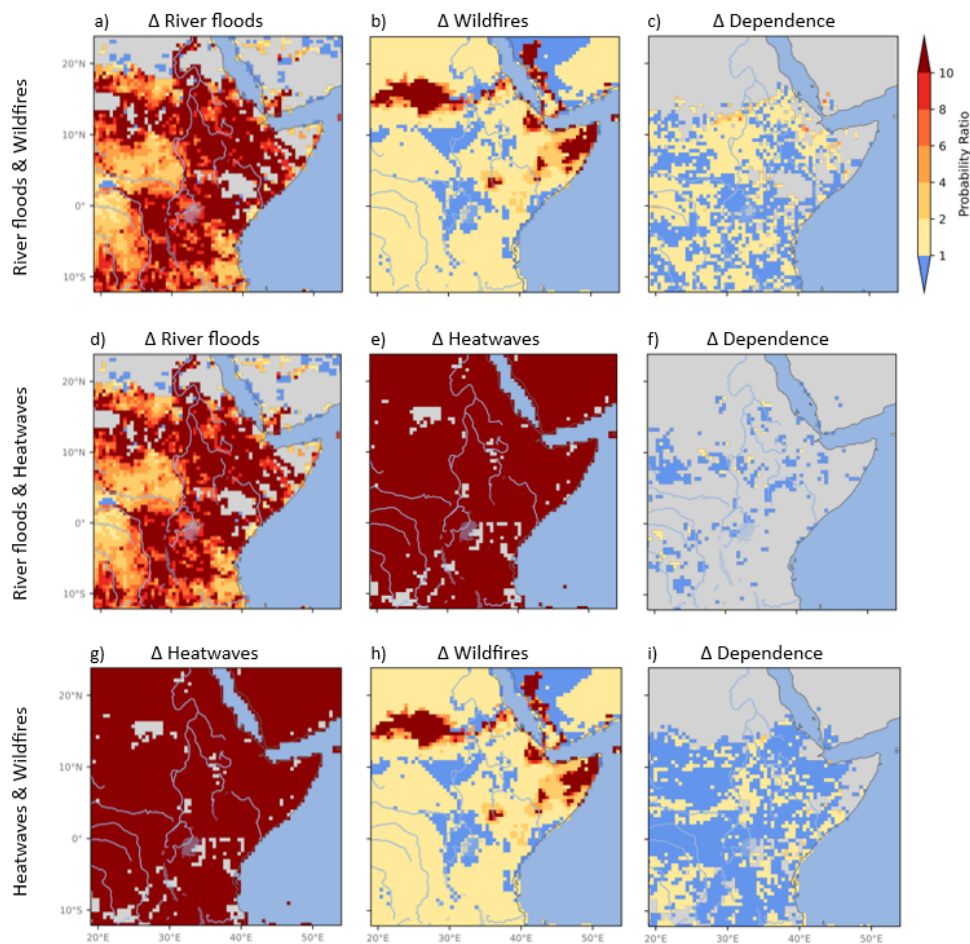 a) Δ River floods b) Δ Wildfires c) Δ Dependence
River floods & Wildfires
20°N
10°N
0°
10°S
10
8
6
4
2
1
Probability Ratio
d) Δ River floods e) Δ Heatwaves f) Δ Dependence
River floods & Heatwaves
20°N
10°N
0°
10°S
g) Δ Heatwaves h) Δ Wildfires i) Δ Dependence
Heatwaves & Wildfires
20°N
10°N
0°
10°S
20°E 30°E 40°E 50°E 20°E 30°E 40°E 50°E 20°E 30°E 40°E 50°E